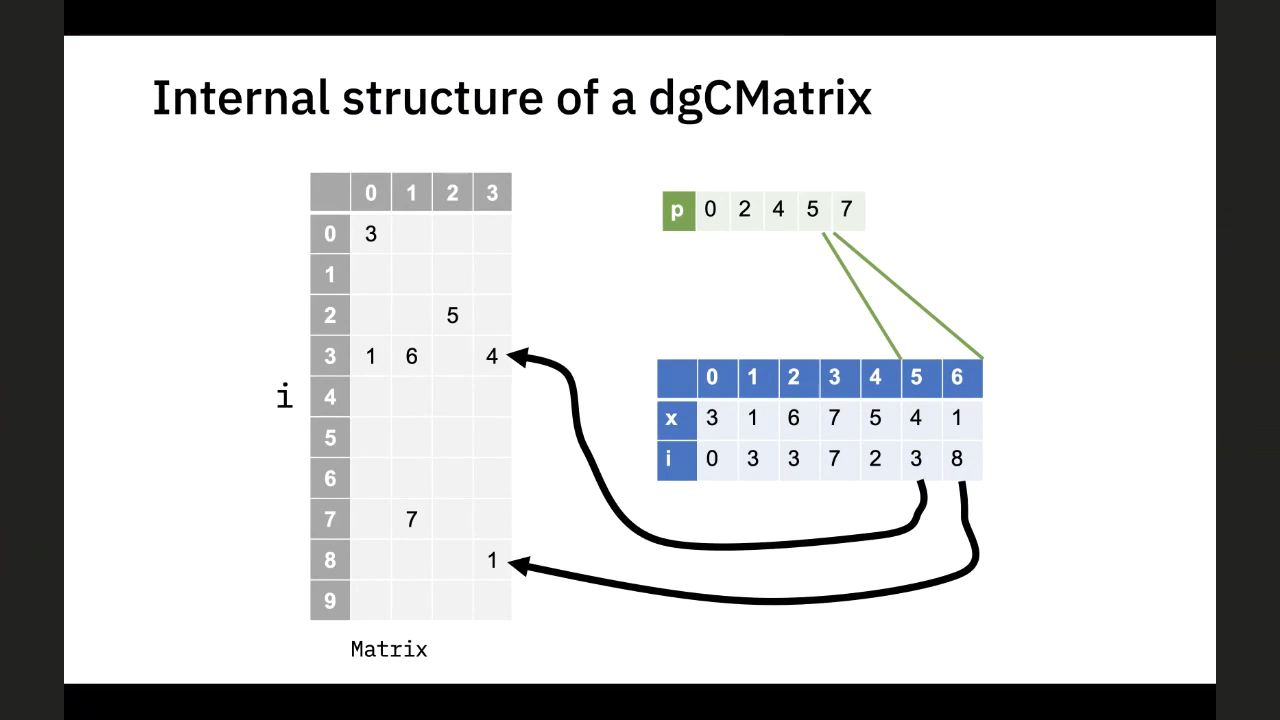 Internal structure of a dgCMatrix
0 1 2 3
0 3
1
2 5
3 1 6 4
4
5
6
7 7
8 1
9
i
Matrix
p 0 2 4 5 7
0 1 2 3 4 5 6
x 3 1 6 7 5 4 1
i 0 3 3 7 2 3 8